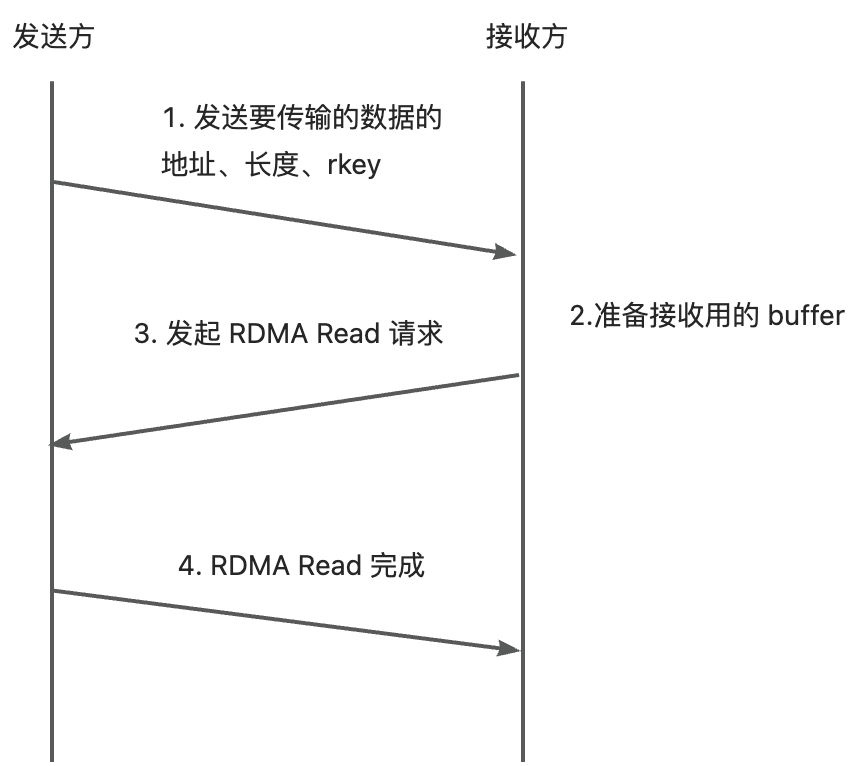 发送方
接收方
1. 发送要传输的数据的
地址、长度、rkey
2.准备接收用的 buffer
3. 发起 RDMA Read 请求
4. RDMA Read 完成